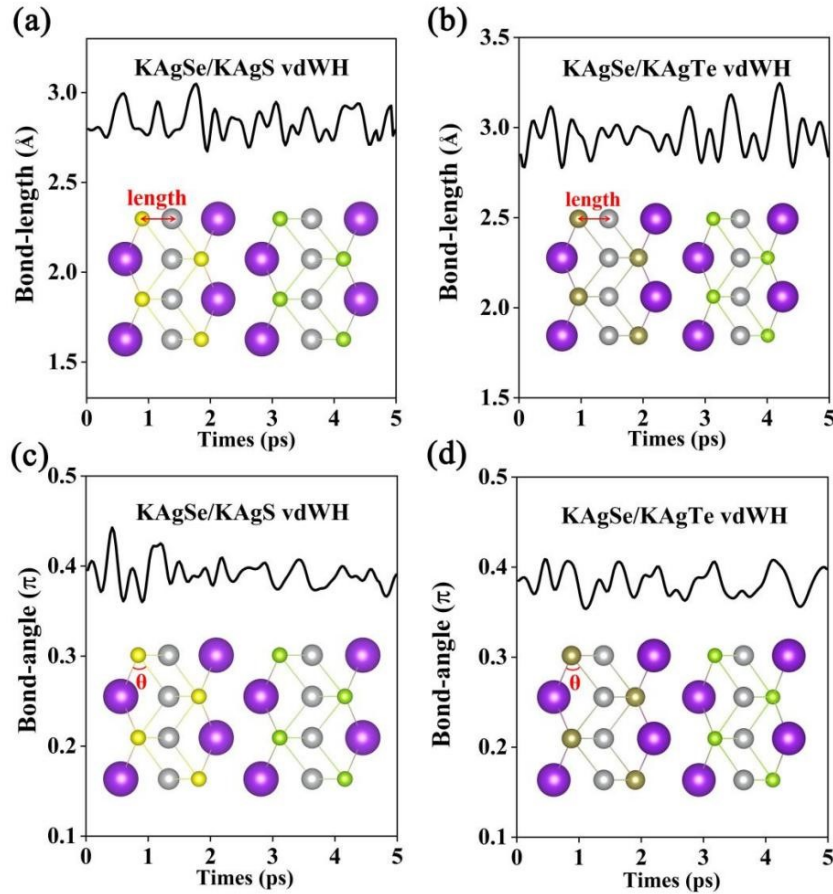 (a)
KAgSe/KAgS vdWH
Bond-length (Å)
3.0
2.5
2.0
1.5
length
0 1 2 3 4 5
Times (ps)
(b)
KAgSe/KAgTe vdWH
Bond-length (Å)
3.5
3.0
2.5
2.0
1.5
length
0 1 2 3 4 5
Times (ps)
(c)
KAgSe/KAgS vdWH
Bond-angle (π)
0.5
0.4
0.3
0.2
0.1
θ
0 1 2 3 4 5
Times (ps)
(d)
KAgSe/KAgTe vdWH
Bond-angle (π)
0.5
0.4
0.3
0.2
0.1
θ
0 1 2 3 4 5
Times (ps)